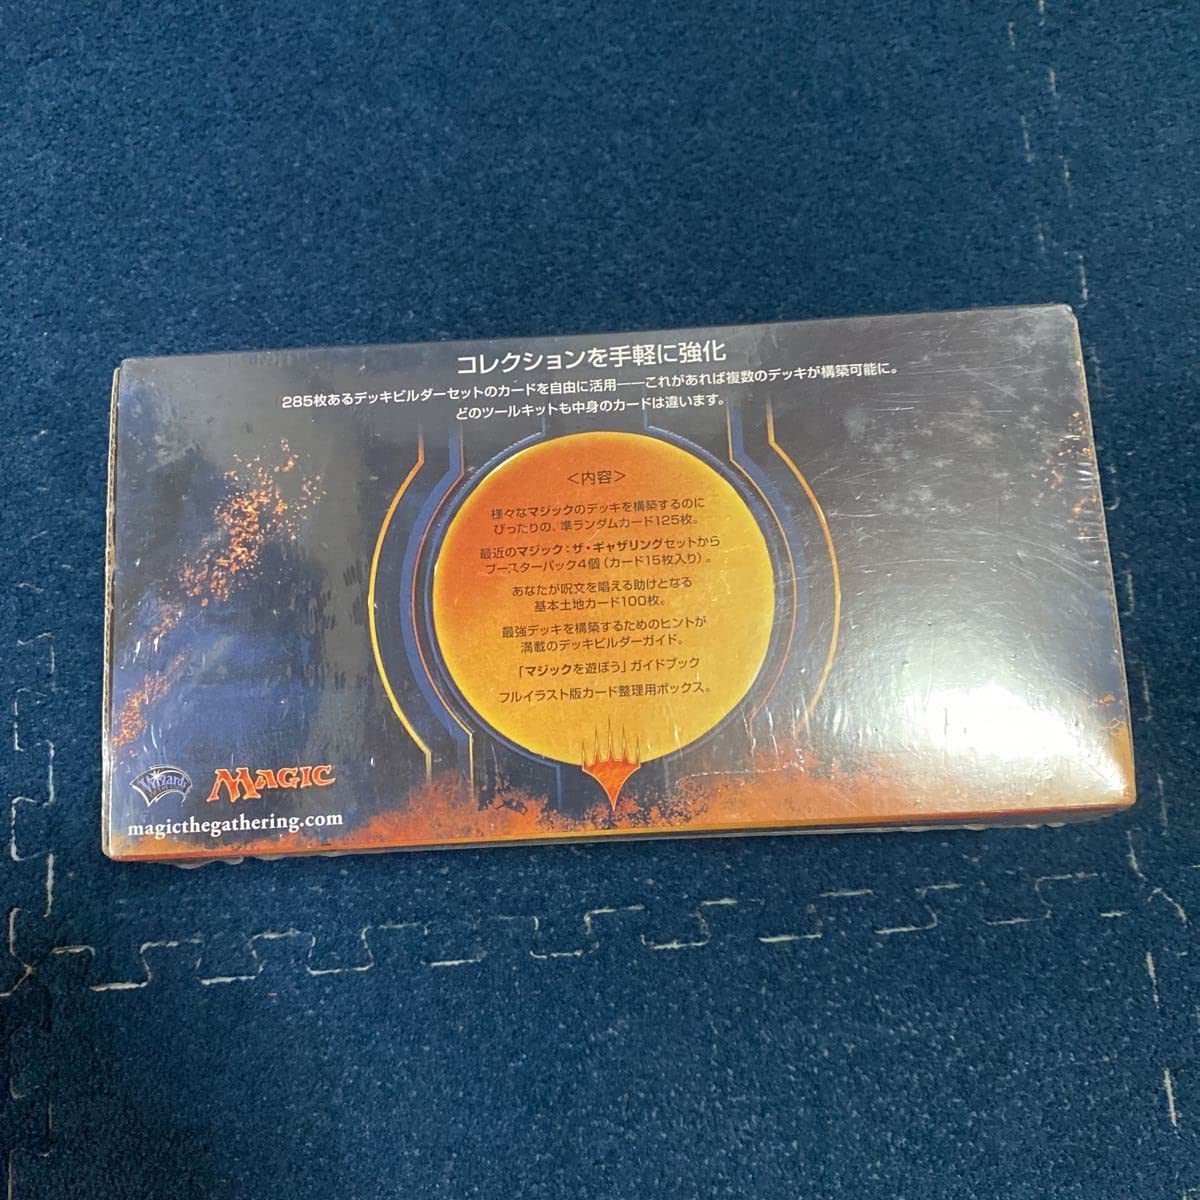 コレクションを手軽に強化
285枚あるデッキビルダーセットのカードを自由に活用――これがあれば複数のデッキが構築可能に。
どのツールキットも中身のカードは違います。
＜内容＞
様々なマジックのデッキを構築するのに
ぴったりの、準ランダムカード125枚。
最近のマジック：ザ・ギャザリングセットから
ブースターパック4個（カード15枚入り）。
あなたが呪文を唱える助けとなる
基本土地カード100枚。
最強デッキを構築するためのヒントが
満載のデッキビルダーガイド。
「マジックを遊ぼう」ガイドブック
フルイラスト版カード整理用ボックス。
Wizards
MAGIC
magicthegathering.com